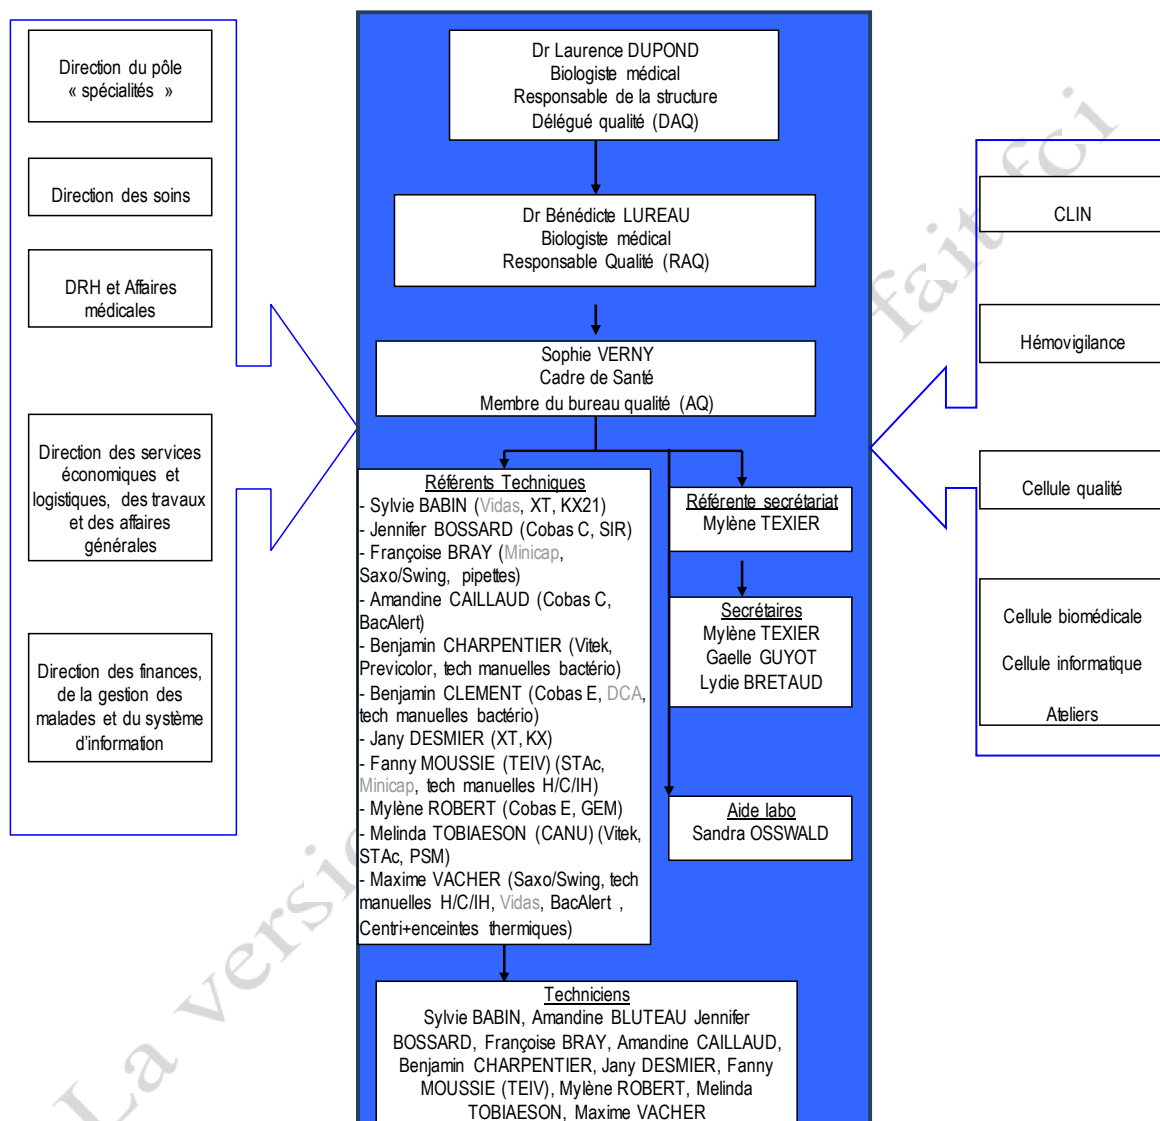 Direction du pôle
« spécialités »
Direction des soins
DRH et Affaires
médicales
Direction des services
économiques et
logistiques, des travaux
et des affaires
générales
Direction des finances,
de la gestion des
malades et du système
d'information
Dr Laurence DUPOND
Biologiste médical
Responsable de la structure
Délégué qualité (DAQ)
Dr Bénédicte LUREAU
Biologiste médical
Responsable Qualité (RAQ)
Sophie VERNY
Cadre de Santé
Membre du bureau qualité (AQ)
Référents Techniques
- Sylvie BABIN (Vidas, XT, KX21)
- Jennifer BOSSARD (Cobas C, SIR)
- Françoise BRAY (Minicap,
Saxo/Swing, pipettes)
- Amandine CAILLAUD (Cobas C,
BacAlert)
- Benjamin CHARPENTIER (Vitek,
Previcolor, tech manuelles bactério)
- Benjamin CLEMENT (Cobas E, DCA,
tech manuelles bactério)
- Jany DESMIER (XT, KX)
- Fanny MOUSSIE (TEIV) (STAc,
Minicap, tech manuelles H/C/IH)
- Mylène ROBERT (Cobas E, GEM)
- Melinda TOBIAESON (CANU) (Vitek,
STAc, PSM)
- Maxime VACHER (Saxo/Swing, tech
manuelles H/C/IH, Vidas, BacAlert ,
Centri+enceintes thermiques)
Référente secrétariat
Mylène TEXIER
Secrétaires
Mylène TEXIER
Gaelle GUYOT
Lydie BRETAUD
Aide labo
Sandra OSSWALD
Techniciens
Sylvie BABIN, Amandine BLUTEAU Jennifer
BOSSARD, Françoise BRAY, Amandine CAILLAUD,
Benjamin CHARPENTIER, Jany DESMIER, Fanny
MOUSSIE (TEIV), Mylène ROBERT, Melinda
TOBIAESON, Maxime VACHER
CLIN
Hémovigilance
Cellule qualité
Cellule biomédicale
Cellule informatique
Ateliers
La versio
fait foi